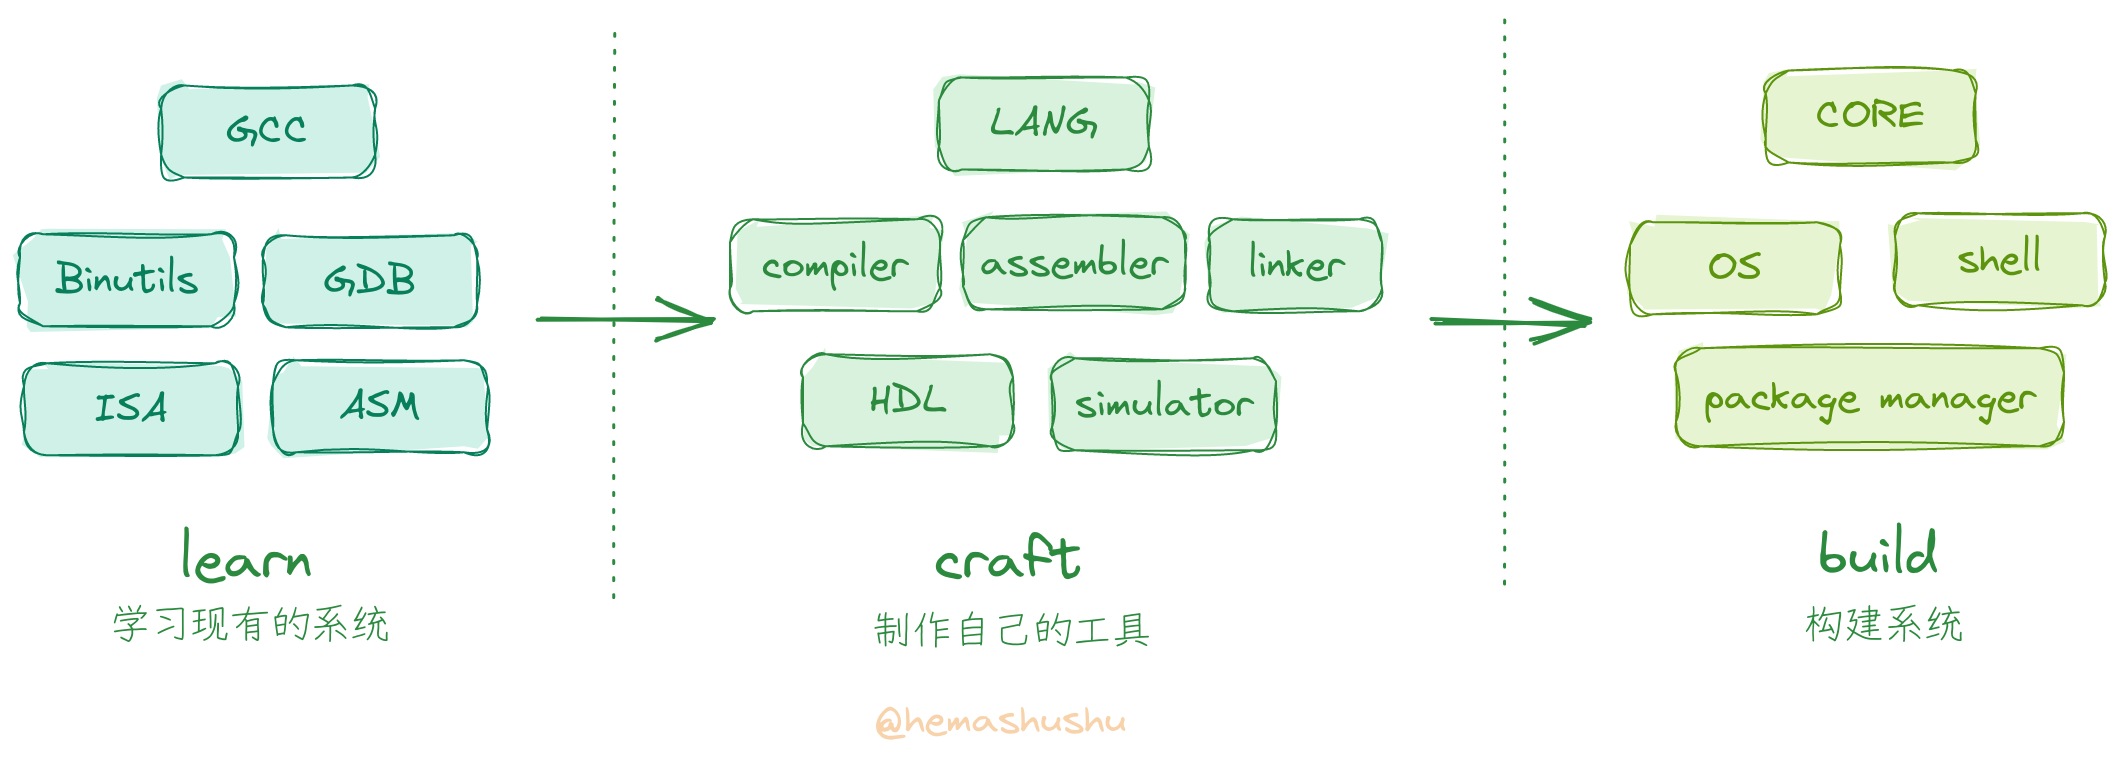 GCC
Binutils
GDB
ISA
ASM
learn
学习现有的系统
LANG
compiler
assembler
linker
HDL
simulator
craft
制作自己的工具
CORE
OS
shell
package manager
build
构建系统
@hemashushu